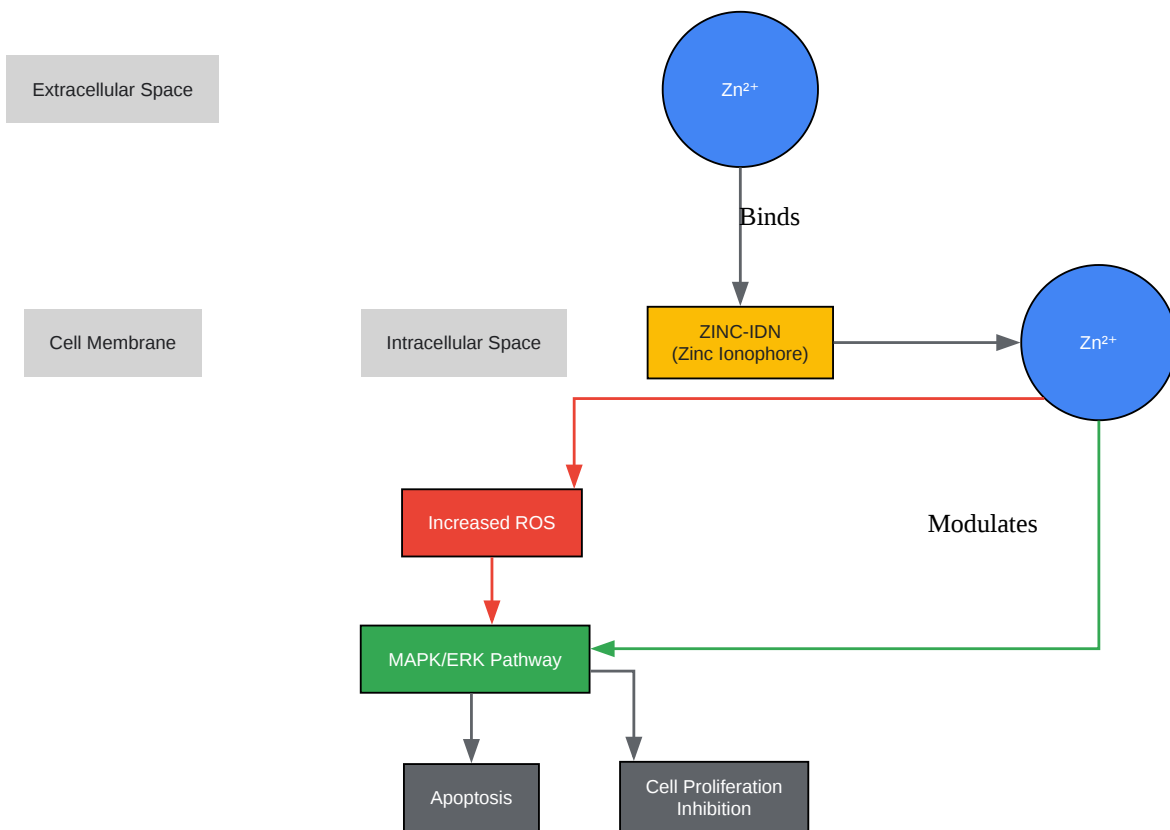 Extracellular Space
Zn²⁺
Binds
Cell Membrane
Intracellular Space
ZINC-IDN
(Zinc Ionophore)
Zn²⁺
Increased ROS
Modulates
MAPK/ERK Pathway
Apoptosis
Cell Proliferation
Inhibition